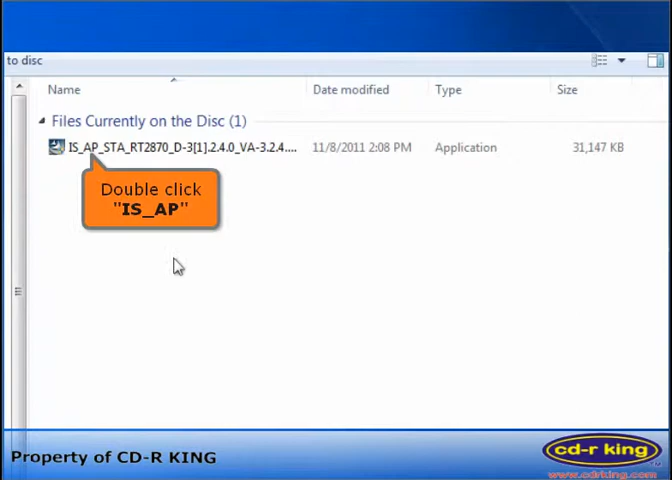 to disc
Name Date modified Type Size
Files Currently on the Disc (1)
IS_AP_STA_RT2870_D-3[1].2.4.0_VA-3.2.4.... 11/8/2011 2:08 PM Application 31,147 KB
Double click
"IS_AP"
Property of CD-R KING
cd-r king
TM
www.cdrking.com